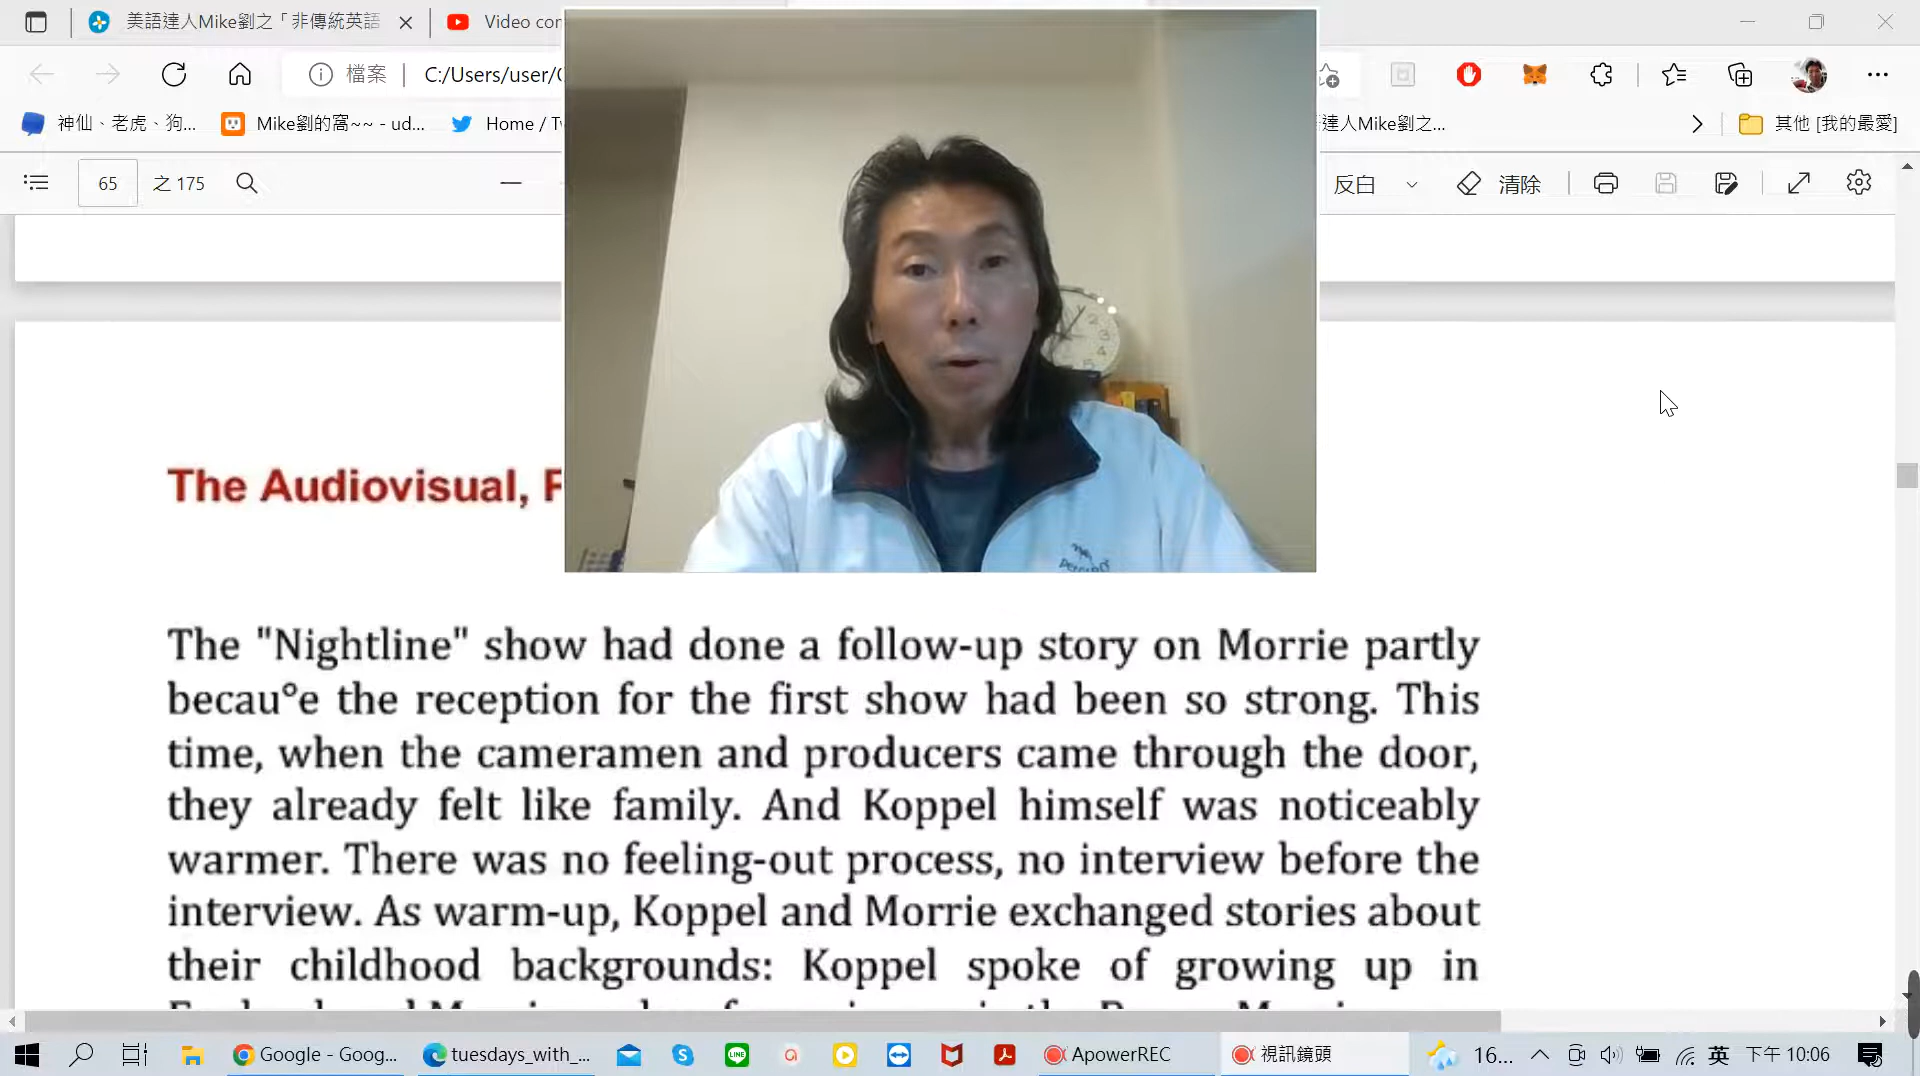 美語達人Mike劉之「非傳統英語
Video cor
檔案
C:/Users/user/
神仙、老虎、狗...
Mike劉的窩~~ - ud...
Home / Tw
達人Mike劉之...
其他 [我的最愛]
65 之 175
反白
清除
The Audiovisual,
The "Nightline" show had done a follow-up story on Morrie partly
becau°e the reception for the first show had been so strong. This
time, when the cameramen and producers came through the door,
they already felt like family. And Koppel himself was noticeably
warmer. There was no feeling-out process, no interview before the
interview. As warm-up, Koppel and Morrie exchanged stories about
their childhood backgrounds: Koppel spoke of growing up in
Google - Goog...
tuesdays_with_...
ApowerREC
視訊鏡頭
16...
英
下午 10:06